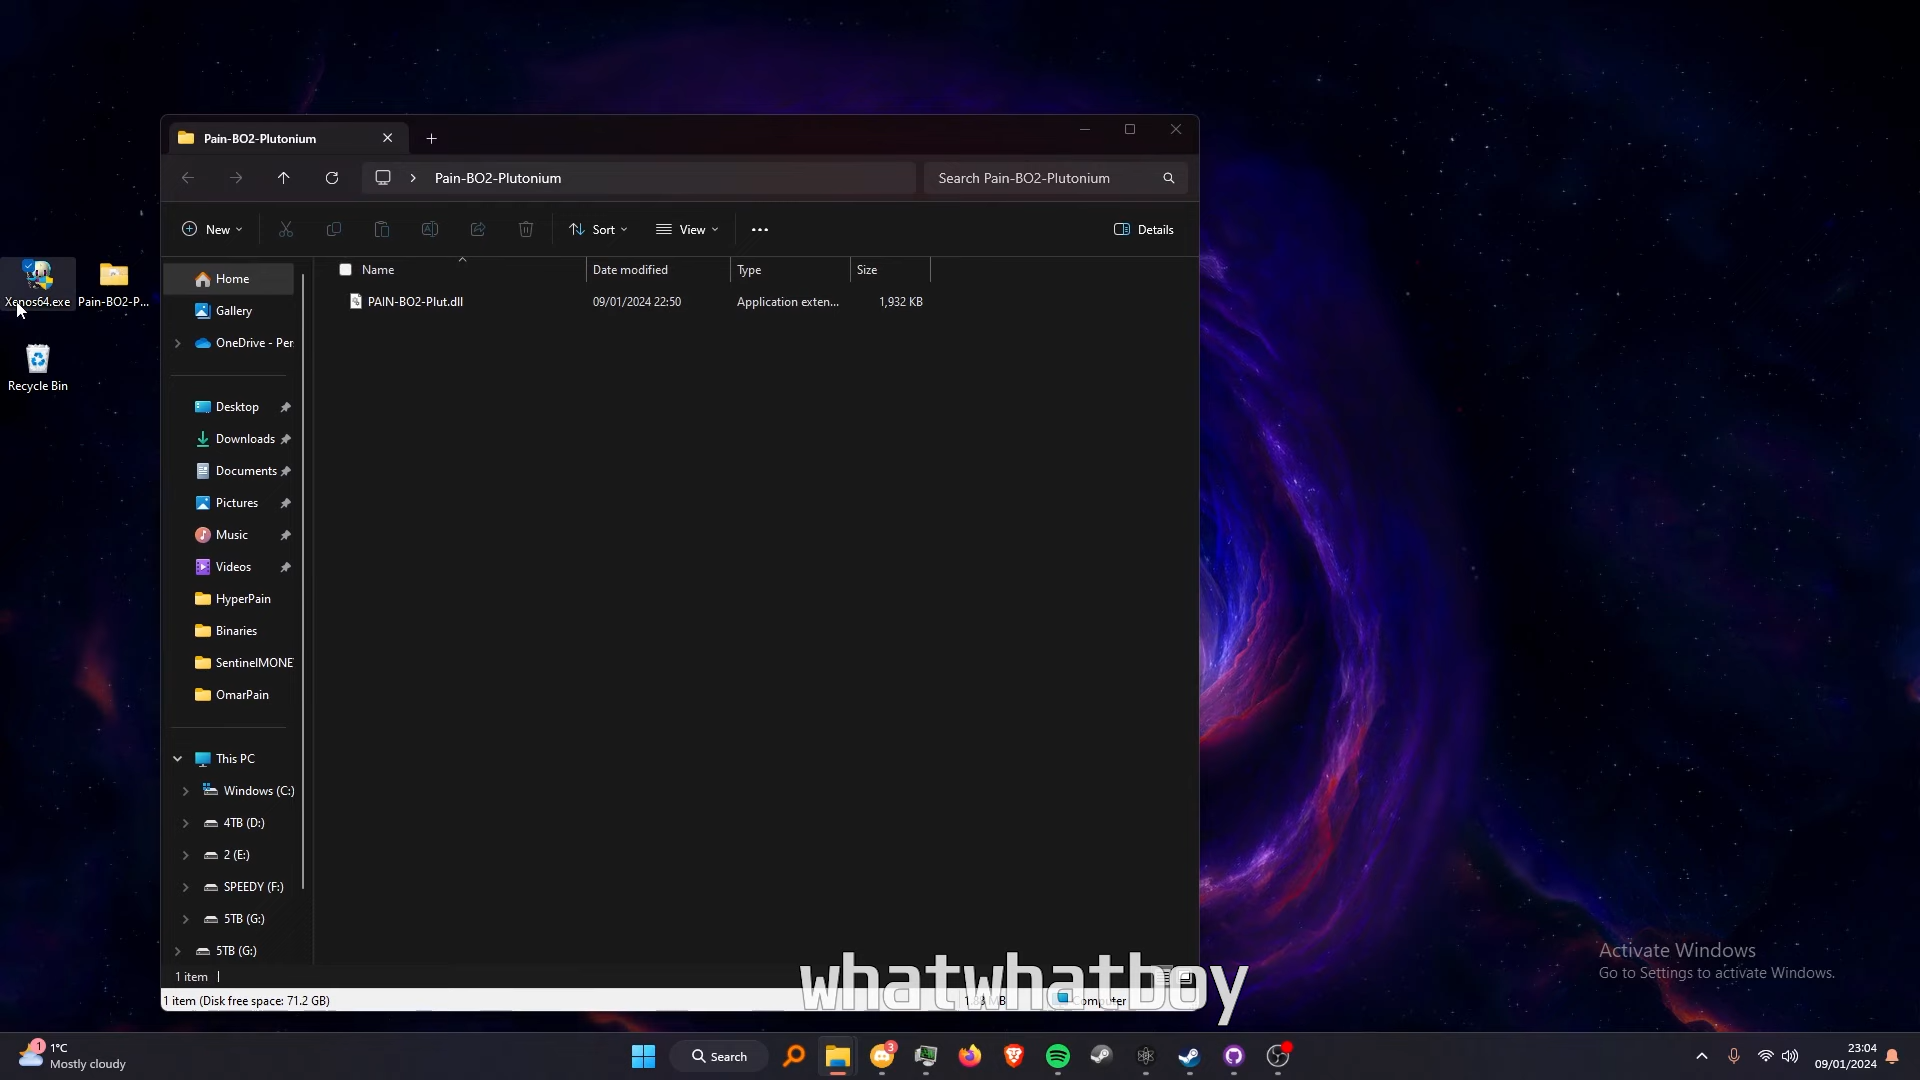 Pain-BO2-Plutonium
Pain-BO2-Plutonium
Search Pain-BO2-Plutonium
New
Sort
View
Details
Name
Date modified
Type
Size
PAIN-BO2-Plut.dll
09/01/2024 22:50
Application exten...
1,932 KB
Xenos64.exe
Pain-BO2-P...
Recycle Bin
Home
Gallery
OneDrive - Per
Desktop
Downloads
Documents
Pictures
Music
Videos
HyperPain
Binaries
SentinelMONE
OmarPain
This PC
Windows (C:)
4TB (D:)
2 (E:)
SPEEDY (F:)
5TB (G:)
5TB (G:)
1 item
1 item (Disk free space: 71.2 GB)
Computer
whatwhatboy
Activate Windows
Go to Settings to activate Windows.
1
1°C
Mostly cloudy
Search
3
23:04
09/01/2024